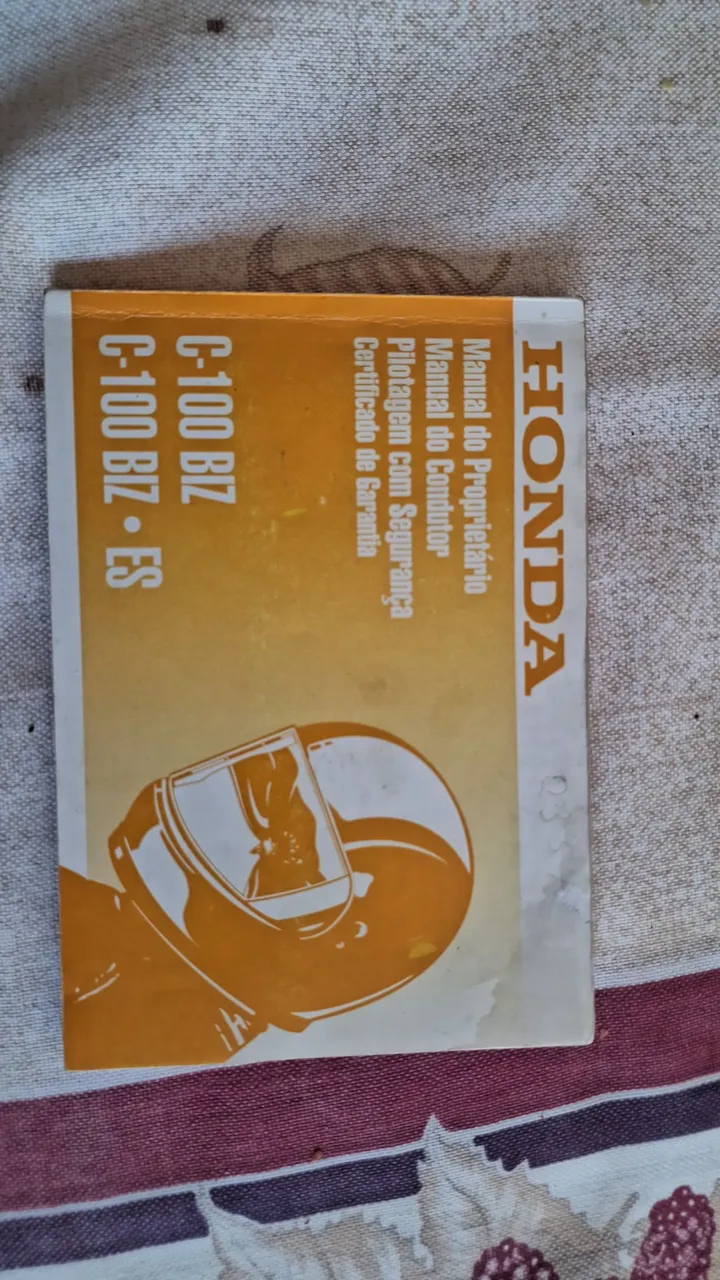 HONDA
Manual do Proprietário
Manual do Condutor
Pilotagem com Segurança
Certificado de Garantia
C-100 BIZ
C-100 BIZ • ES